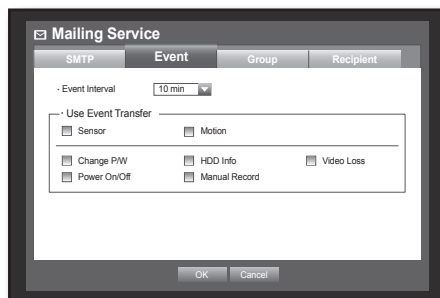 Mailing Service
SMTP Event Group Recipient
· Event Interval 10 min
· Use Event Transfer
Sensor Motion
Change P/W HDD Info Video Loss
Power On/Off Manual Record
OK Cancel